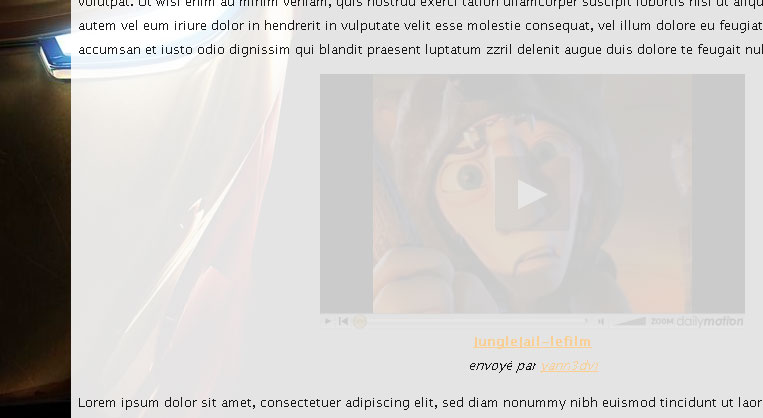 volutpat. Ut wisi enim ad minim veniam, quis nostrud exerci tation ullamcorper suscipit lobortis nisl ut aliqu
autem vel eum iriure dolor in hendrerit in vulputate velit esse molestie consequat, vel illum dolore eu feugiat
accumsan et iusto odio dignissim qui blandit praesent luptatum zzril delenit augue duis dolore te feugait nul
ZOOM dailymotion
JungleJail-lefilm
envoyé par yann3dvj
Lorem ipsum dolor sit amet, consectetuer adipiscing elit, sed diam nonummy nibh euismod tincidunt ut laor